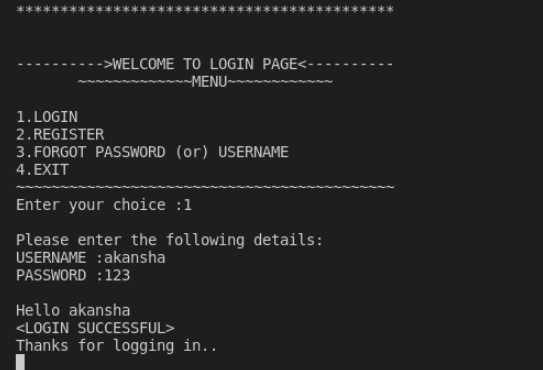 *******************************************
---------->WELCOME TO LOGIN PAGE<----------
~~~~~~~~~~~~~MENU~~~~~~~~~~~~
1.LOGIN
2.REGISTER
3.FORGOT PASSWORD (or) USERNAME
4.EXIT
~~~~~~~~~~~~~~~~~~~~~~~~~~~~~~~~~~~~~~~~~~~
Enter your choice :1
Please enter the following details:
USERNAME :akansha
PASSWORD :123
Hello akansha
<LOGIN SUCCESSFUL>
Thanks for logging in..